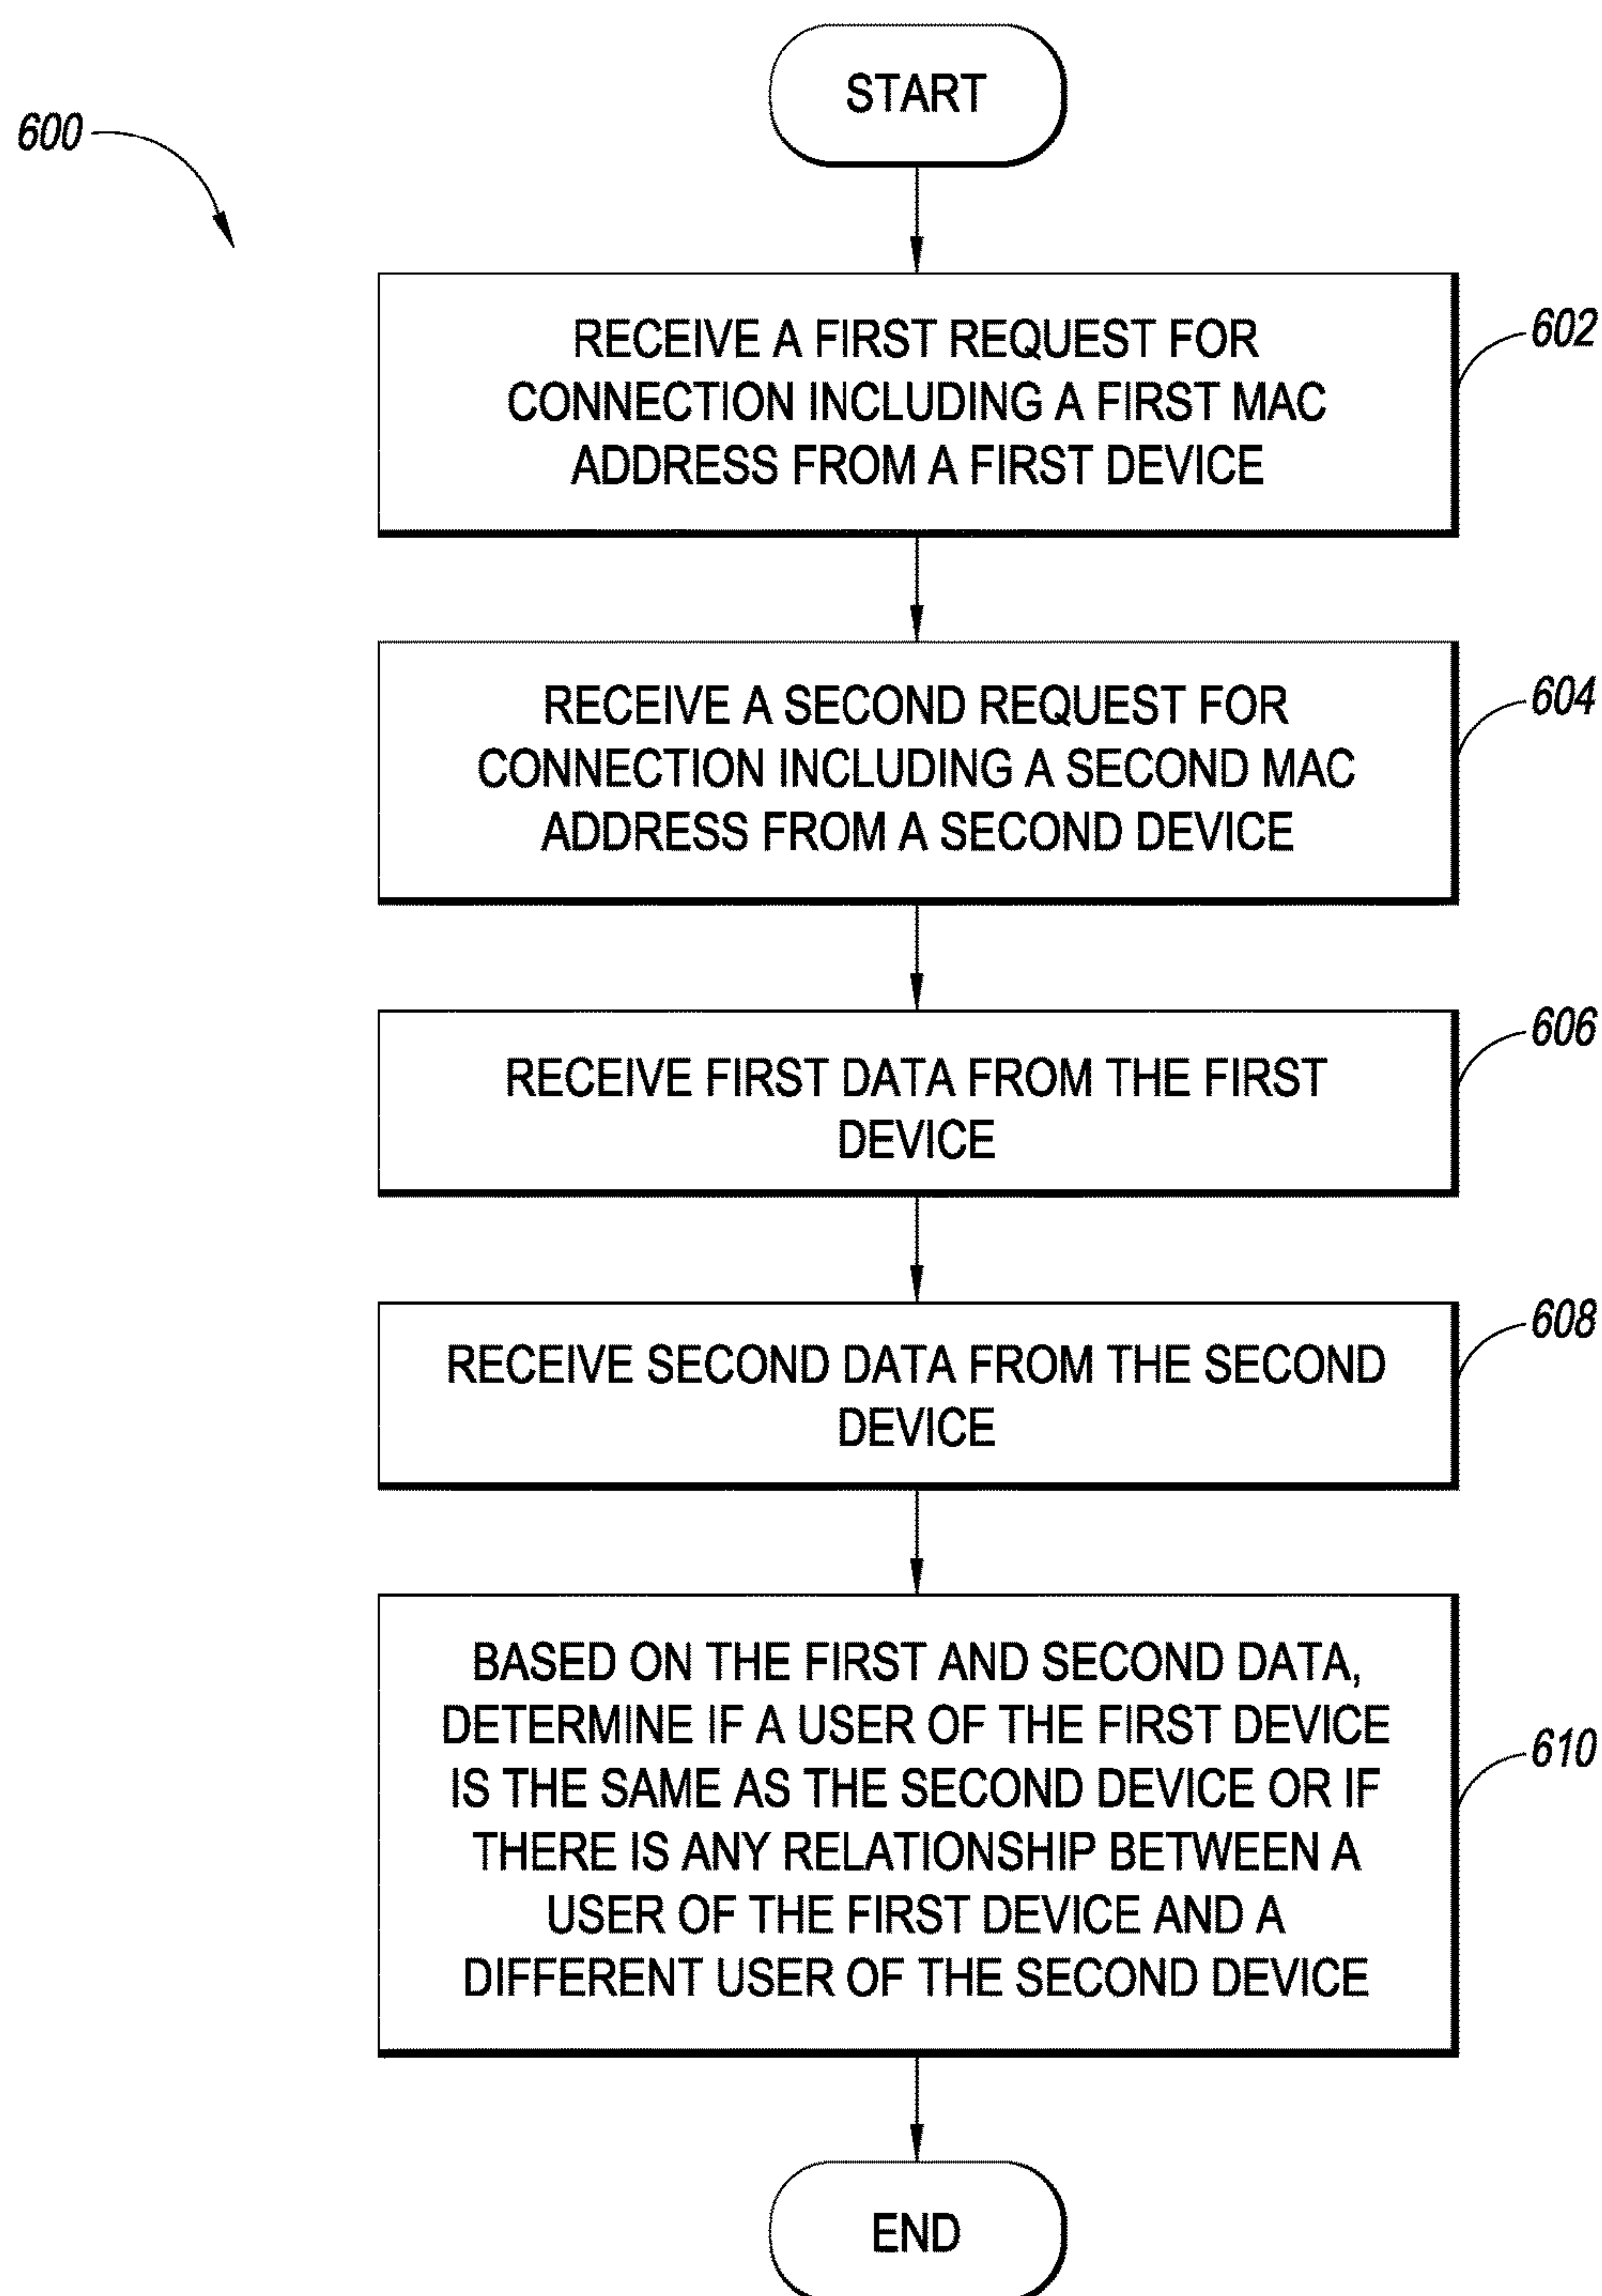 START
600
RECEIVE A FIRST REQUEST FOR
CONNECTION INCLUDING A FIRST MAC
ADDRESS FROM A FIRST DEVICE
602
RECEIVE A SECOND REQUEST FOR
CONNECTION INCLUDING A SECOND MAC
ADDRESS FROM A SECOND DEVICE
604
RECEIVE FIRST DATA FROM THE FIRST
DEVICE
606
RECEIVE SECOND DATA FROM THE SECOND
DEVICE
608
BASED ON THE FIRST AND SECOND DATA,
DETERMINE IF A USER OF THE FIRST DEVICE
IS THE SAME AS THE SECOND DEVICE OR IF
THERE IS ANY RELATIONSHIP BETWEEN A
USER OF THE FIRST DEVICE AND A
DIFFERENT USER OF THE SECOND DEVICE
610
END